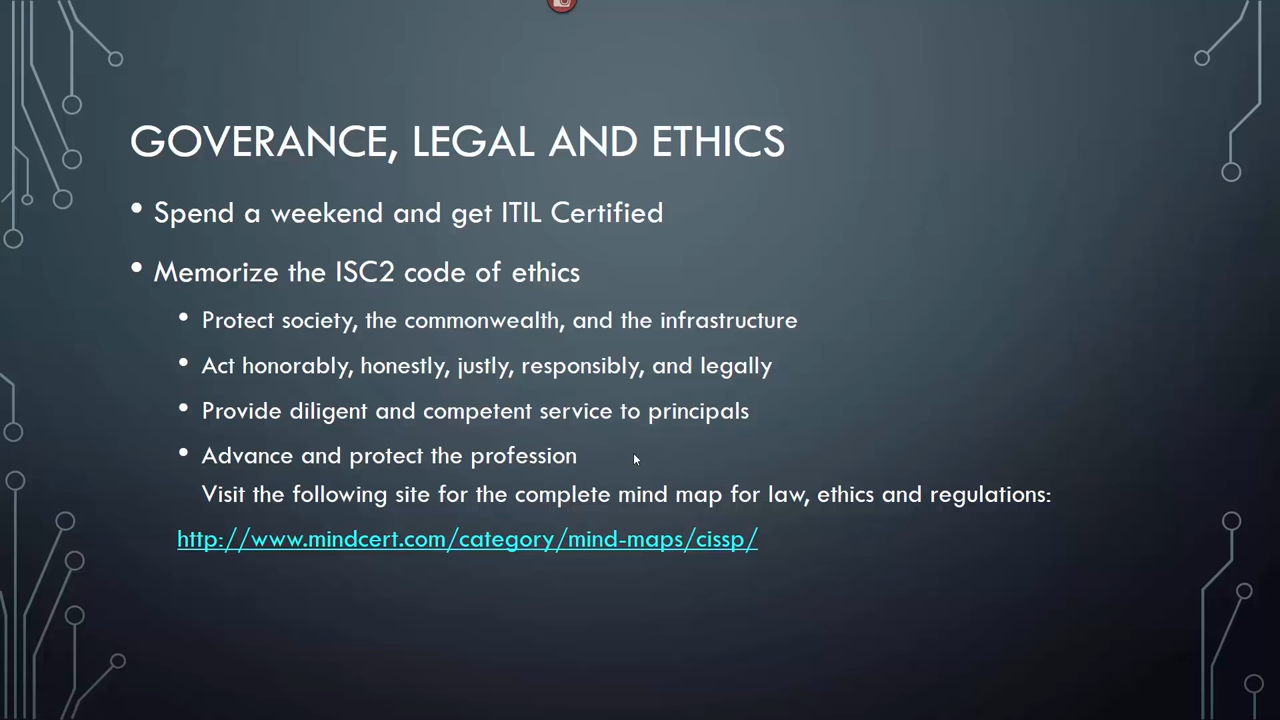 GOVERANCE, LEGAL AND ETHICS
• Spend a weekend and get ITIL Certified
• Memorize the ISC2 code of ethics
• Protect society, the commonwealth, and the infrastructure
• Act honorably, honestly, justly, responsibly, and legally
• Provide diligent and competent service to principals
• Advance and protect the profession
Visit the following site for the complete mind map for law, ethics and regulations:
http://www.mindcert.com/category/mind-maps/cissp/